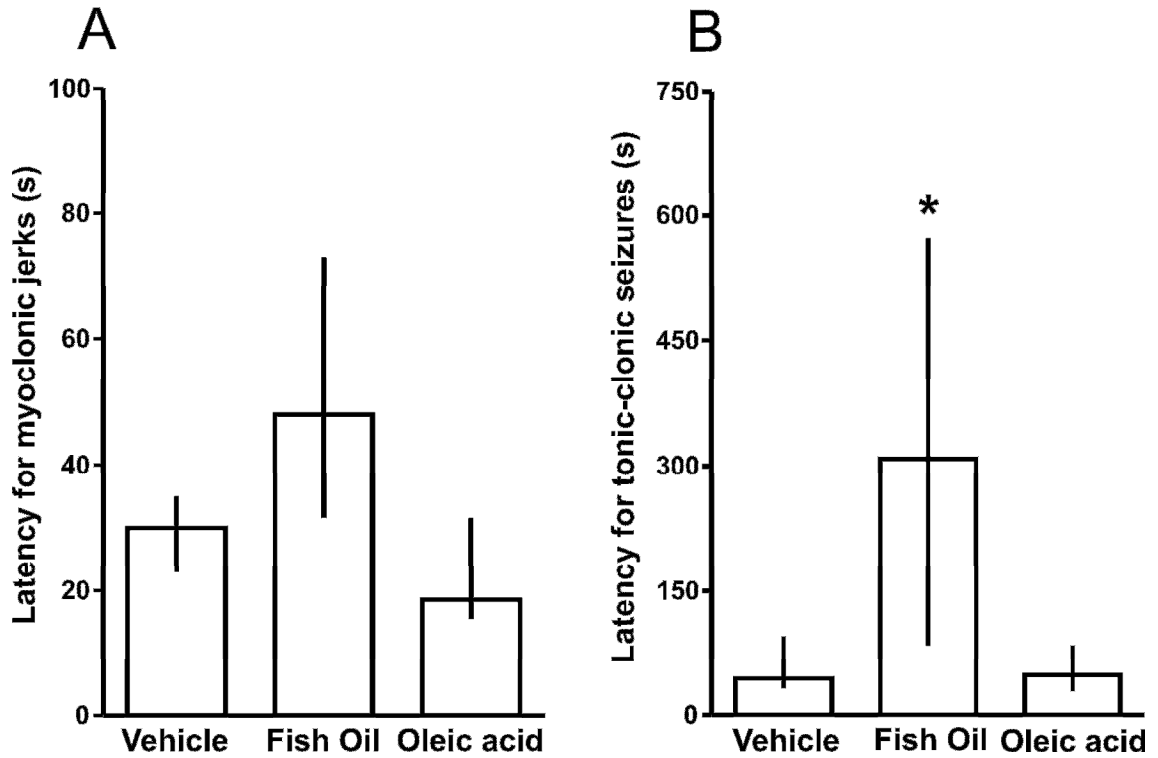 A
Latency for myoclonic jerks (s)
100
80
60
40
20
0
Vehicle Fish Oil Oleic acid
B
Latency for tonic-clonic seizures (s)
750
600
450
300
150
0
*
Vehicle Fish Oil Oleic acid